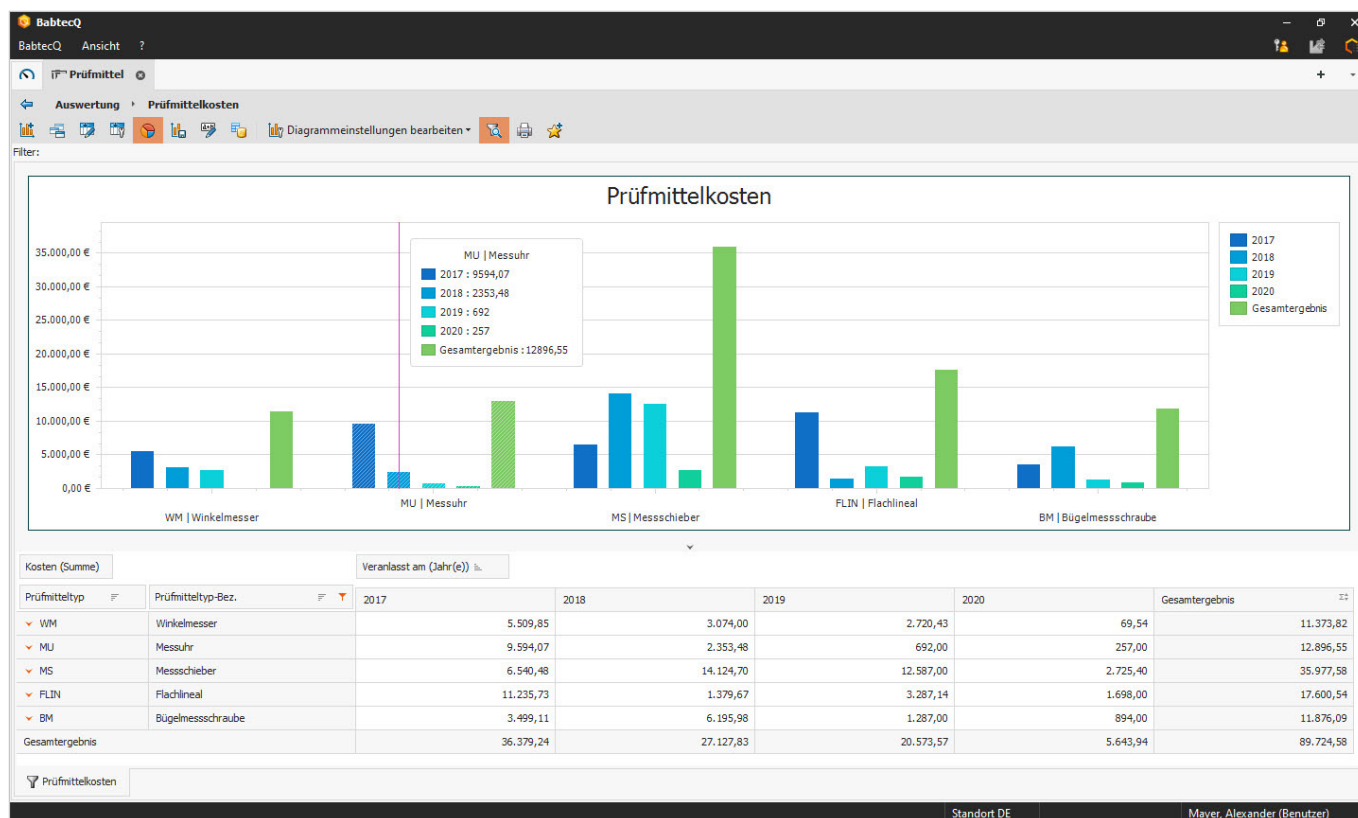 BabtecQ
BabtecQ Ansicht ?
Prüfmittel
Auswertung Prüfmittelkosten
Diagrammeinstellungen bearbeiten
Filter:
Prüfmittelkosten
35.000,00 €
30.000,00 €
25.000,00 €
20.000,00 €
15.000,00 €
10.000,00 €
5.000,00 €
0,00 €
MU | Messuhr
2017 : 9594,07
2018 : 2353,48
2019 : 692
2020 : 257
Gesamtergebnis : 12896,55
2017
2018
2019
2020
Gesamtergebnis
WM | Winkelmesser
MU | Messuhr
MS | Messschieber
FLIN | Flachlineal
BM | Bügelmessschraube
Kosten (Summe) Veranlasst am (Jahr(e))
Prüfmitteltyp Prüfmitteltyp-Bez. 2017 2018 2019 2020 Gesamtergebnis
WM Winkelmesser 5.509,85 3.074,00 2.720,43 69,54 11.373,82
MU Messuhr 9.594,07 2.353,48 692,00 257,00 12.896,55
MS Messschieber 6.540,48 14.124,70 12.587,00 2.725,40 35.977,58
FLIN Flachlineal 11.235,73 1.379,67 3.287,14 1.698,00 17.600,54
BM Bügelmessschraube 3.499,11 6.195,98 1.287,00 894,00 11.876,09
Gesamtergebnis 36.379,24 27.127,83 20.573,57 5.643,94 89.724,58
Prüfmittelkosten
Standort DE Mayer, Alexander (Benutzer)